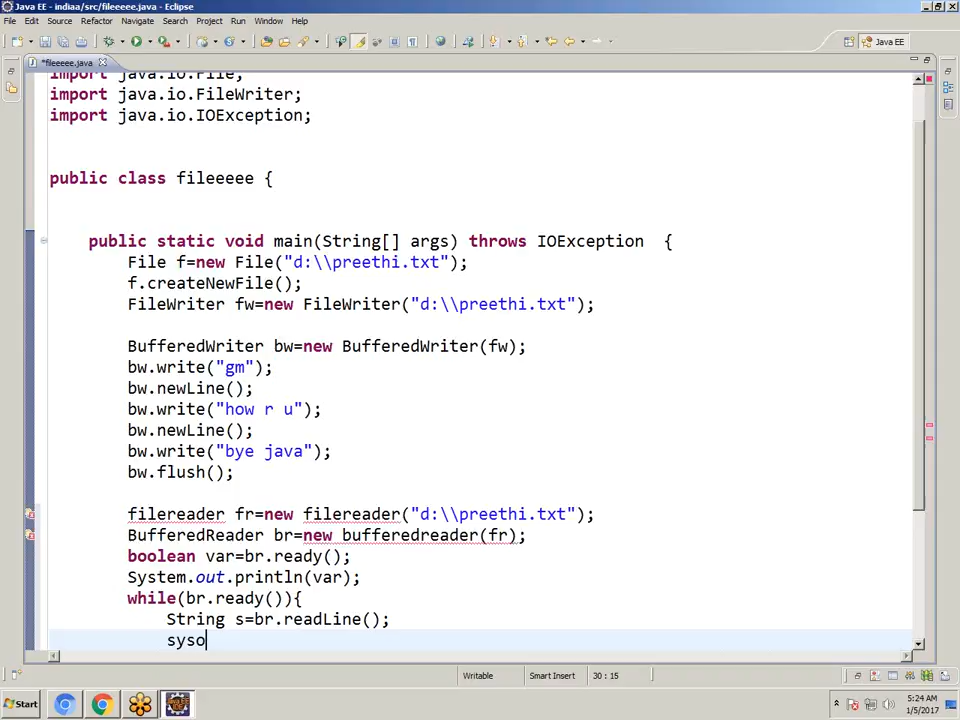 Java EE - indiaa/src/fileeeee.java - Eclipse
File Edit Source Refactor Navigate Search Project Run Window Help
Java EE
*fileeeee.java
import java.io.File;
import java.io.FileWriter;
import java.io.IOException;
public class fileeeee {
public static void main(String[] args) throws IOException {
File f=new File("d:\\preethi.txt");
f.createNewFile();
FileWriter fw=new FileWriter("d:\\preethi.txt");
BufferedWriter bw=new BufferedWriter(fw);
bw.write("gm");
bw.newLine();
bw.write("how r u");
bw.newLine();
bw.write("bye java");
bw.flush();
filereader fr=new filereader("d:\\preethi.txt");
BufferedReader br=new bufferedreader(fr);
boolean var=br.ready();
System.out.println(var);
while(br.ready()){
String s=br.readLine();
syso
Writable Smart Insert 30 : 15
Start
5:24 AM
1/5/2017